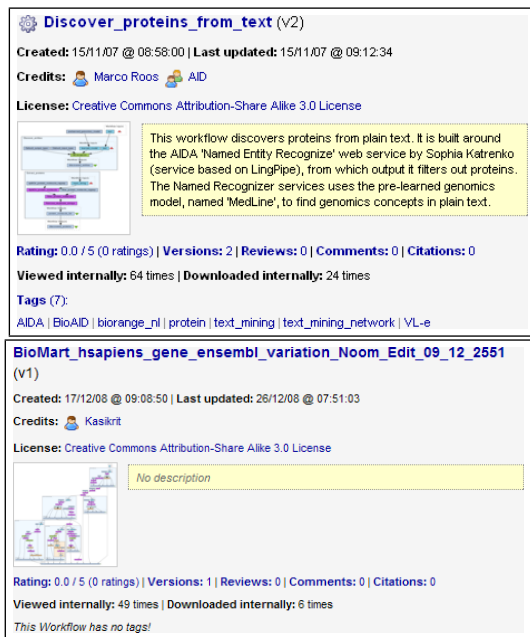 Discover_proteins_from_text (v2)
Created: 15/11/07 @ 08:58:00 | Last updated: 15/11/07 @ 09:12:34
Credits: Marco Roos AID
License: Creative Commons Attribution-Share Alike 3.0 License
This workflow discovers proteins from plain text. It is built around
the AIDA 'Named Entity Recognize' web service by Sophia Katrenko
(service based on LingPipe), from which output it filters out proteins.
The Named Recognizer services uses the pre-learned genomics
model, named 'MedLine', to find genomics concepts in plain text.
Rating: 0.0 / 5 (0 ratings) | Versions: 2 | Reviews: 0 | Comments: 0 | Citations: 0
Viewed internally: 64 times | Downloaded internally: 24 times
Tags (7):
AIDA | BioAID | biorange_nl | protein | text_mining | text_mining_network | VL-e
BioMart_hsapiens_gene_ensembl_variation_Noom_Edit_09_12_2551
(v1)
Created: 17/12/08 @ 09:08:50 | Last updated: 26/12/08 @ 07:51:03
Credits: Kasikrit
License: Creative Commons Attribution-Share Alike 3.0 License
No description
Rating: 0.0 / 5 (0 ratings) | Versions: 1 | Reviews: 0 | Comments: 0 | Citations: 0
Viewed internally: 49 times | Downloaded internally: 6 times
This Workflow has no tags!